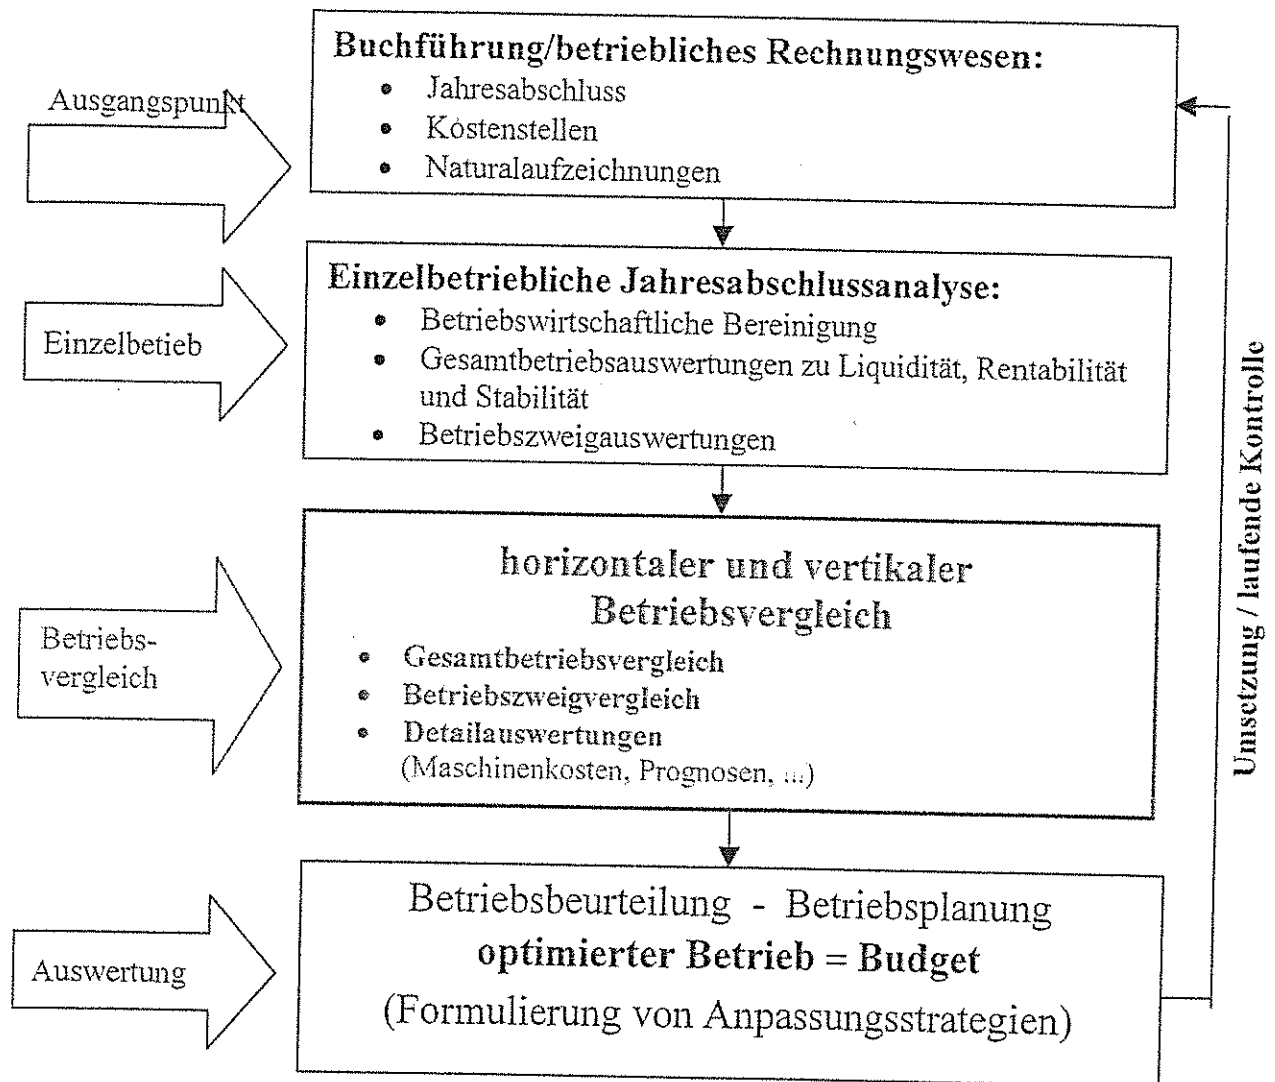 Ausgangspunkt
Buchführung/betriebliches Rechnungswesen:
• Jahresabschluss
• Kostenstellen
• Naturalaufzeichnungen
Einzelbetieb
Einzelbetriebliche Jahresabschlussanalyse:
• Betriebswirtschaftliche Bereinigung
• Gesamtbetriebsauswertungen zu Liquidität, Rentabilität
und Stabilität
• Betriebszweigauswertungen
Betriebs-
vergleich
horizontaler und vertikaler
Betriebsvergleich
• Gesamtbetriebsvergleich
• Betriebszweigvergleich
• Detailauswertungen
(Maschinenkosten, Prognosen, ...)
Auswertung
Betriebsbeurteilung - Betriebsplanung
optimierter Betrieb = Budget
(Formulierung von Anpassungsstrategien)
Umsetzung / laufende Kontrolle